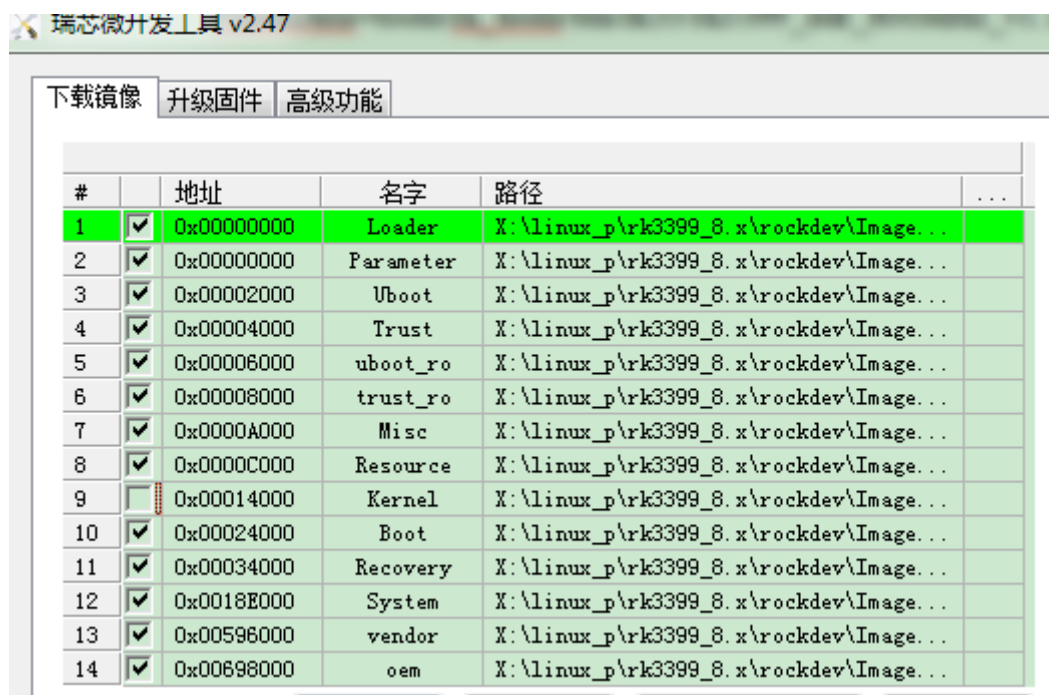 瑞芯微开发工具 v2.47
下载镜像 升级固件 高级功能
# 地址 名字 路径 ...
1 0x00000000 Loader X:\linux_p\rk3399_8.x\rockdev\Image...
2 0x00000000 Parameter X:\linux_p\rk3399_8.x\rockdev\Image...
3 0x00002000 Uboot X:\linux_p\rk3399_8.x\rockdev\Image...
4 0x00004000 Trust X:\linux_p\rk3399_8.x\rockdev\Image...
5 0x00006000 uboot_ro X:\linux_p\rk3399_8.x\rockdev\Image...
6 0x00008000 trust_ro X:\linux_p\rk3399_8.x\rockdev\Image...
7 0x0000A000 Misc X:\linux_p\rk3399_8.x\rockdev\Image...
8 0x0000C000 Resource X:\linux_p\rk3399_8.x\rockdev\Image...
9 0x00014000 Kernel X:\linux_p\rk3399_8.x\rockdev\Image...
10 0x00024000 Boot X:\linux_p\rk3399_8.x\rockdev\Image...
11 0x00034000 Recovery X:\linux_p\rk3399_8.x\rockdev\Image...
12 0x0018E000 System X:\linux_p\rk3399_8.x\rockdev\Image...
13 0x00596000 vendor X:\linux_p\rk3399_8.x\rockdev\Image...
14 0x00698000 oem X:\linux_p\rk3399_8.x\rockdev\Image...